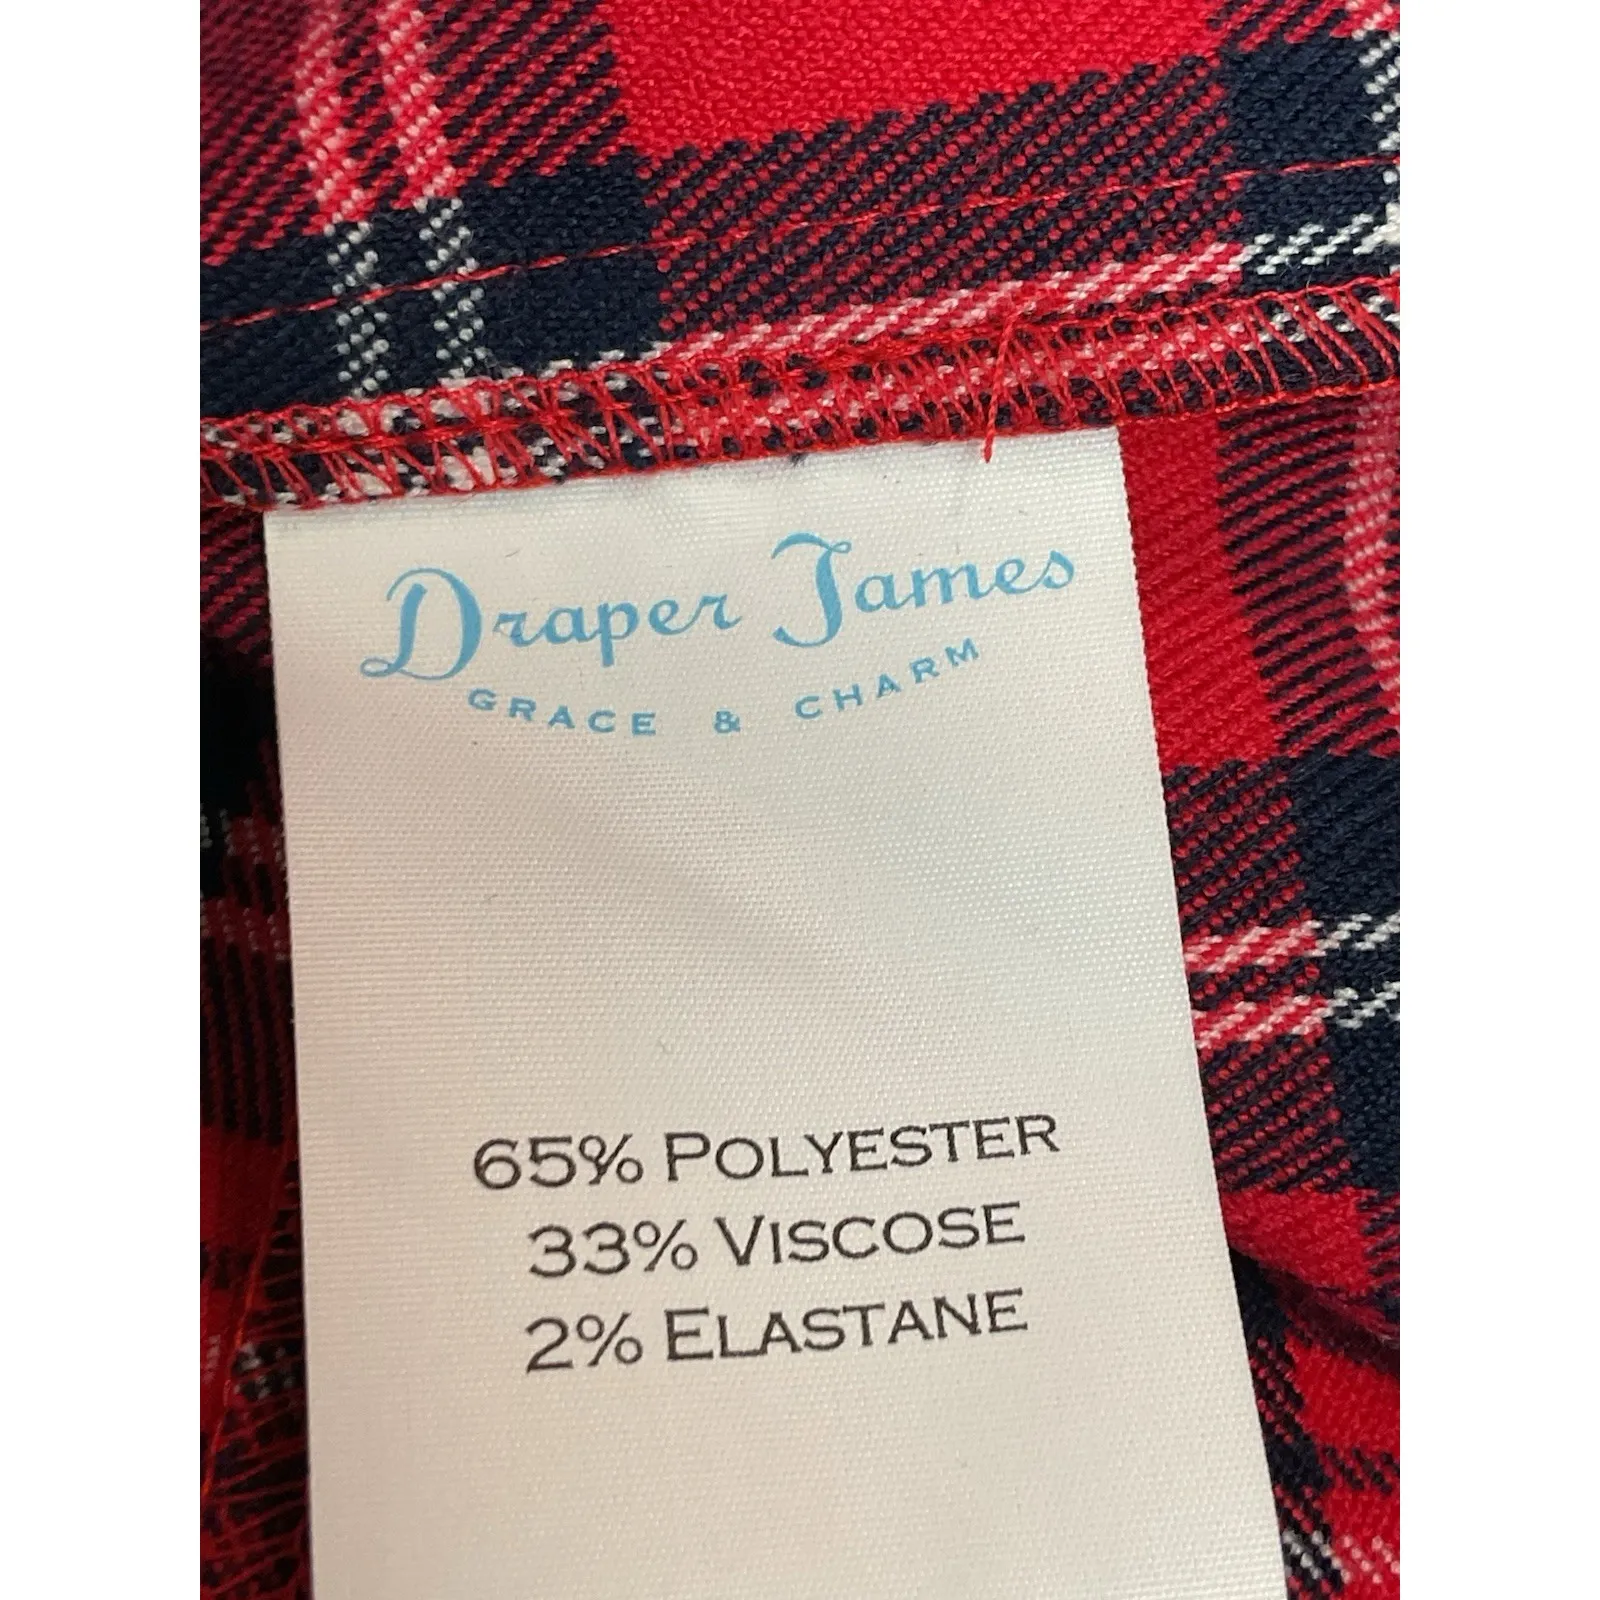 Draper James
GRACE & CHARM
65% POLYESTER
33% VISCOSE
2% ELASTANE